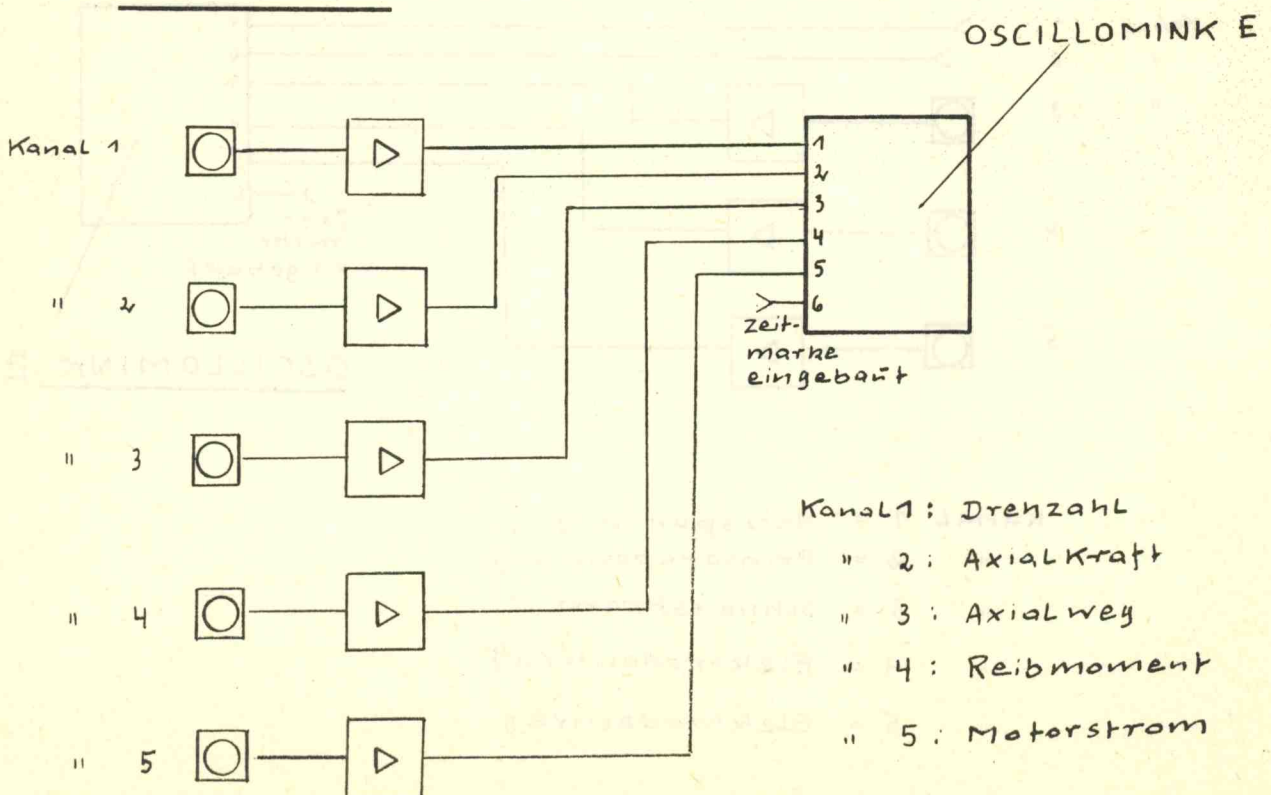 OSCILLOMINK E
Kanal 1
" 2
" 3
" 4
" 5
1
2
3
4
5
6
Zeit-
marke
eingebaut
Kanal 1 : Drehzahl
" 2 : Axialkraft
" 3 : Axialweg
" 4 : Reibmoment
" 5 : Motorstrom